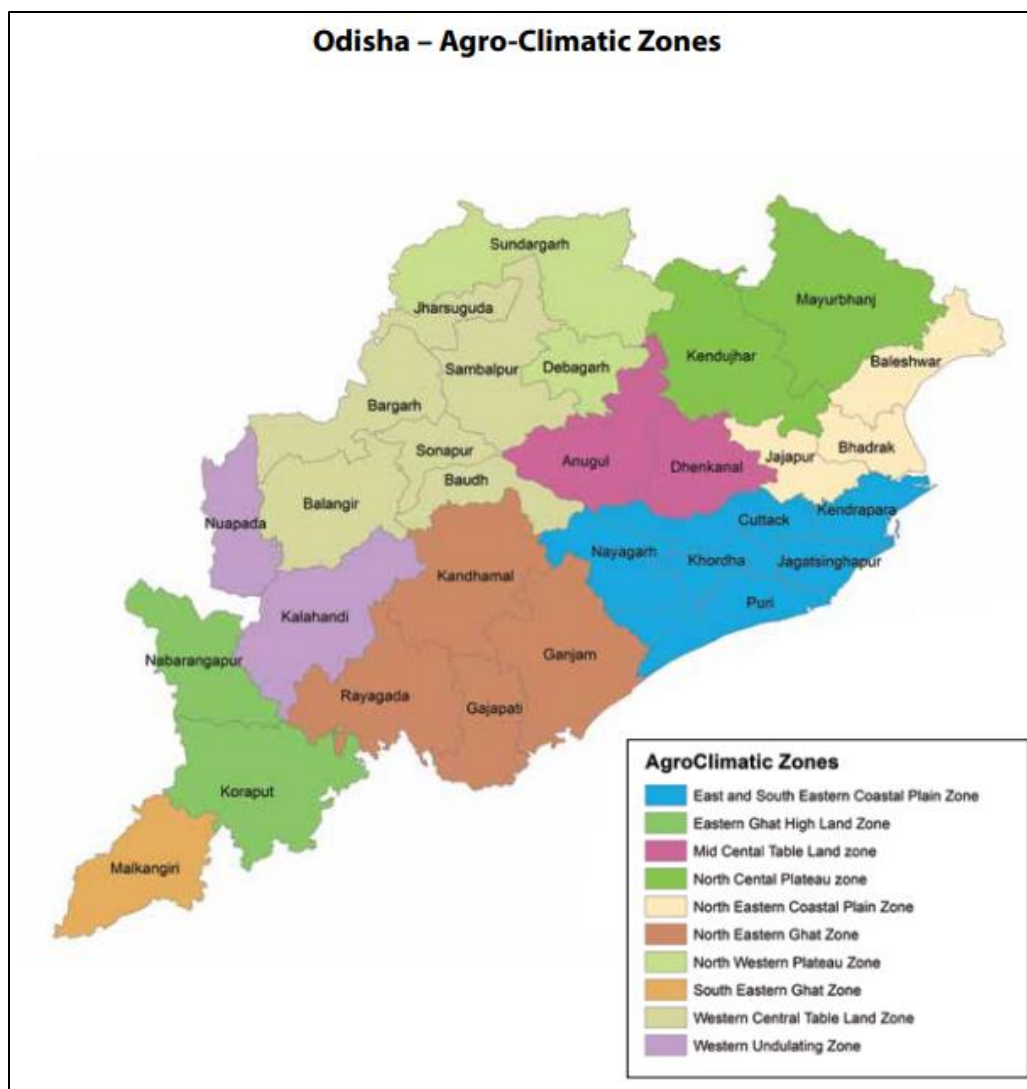 Odisha – Agro-Climatic Zones
Sundargarh
Mayurbhanj
Jharsuguda
Kendujhar
Baleshwar
Sambalpur
Debagarh
Bargarh
Sonapur
Bhadrak
Anugul
Jajapur
Dhenkanal
Baudh
Balangir
Kendrapara
Nuapada
Cuttack
Nayagarh
Khordha
Jagatsinghapur
Kandhamal
Puri
Kalahandi
Ganjam
Nabarangapur
Rayagada
Gajapati
Koraput
Malkangiri
AgroClimatic Zones
East and South Eastern Coastal Plain Zone
Eastern Ghat High Land Zone
Mid Cental Table Land zone
North Cental Plateau zone
North Eastern Coastal Plain Zone
North Eastern Ghat Zone
North Western Plateau Zone
South Eastern Ghat Zone
Western Central Table Land Zone
Western Undulating Zone